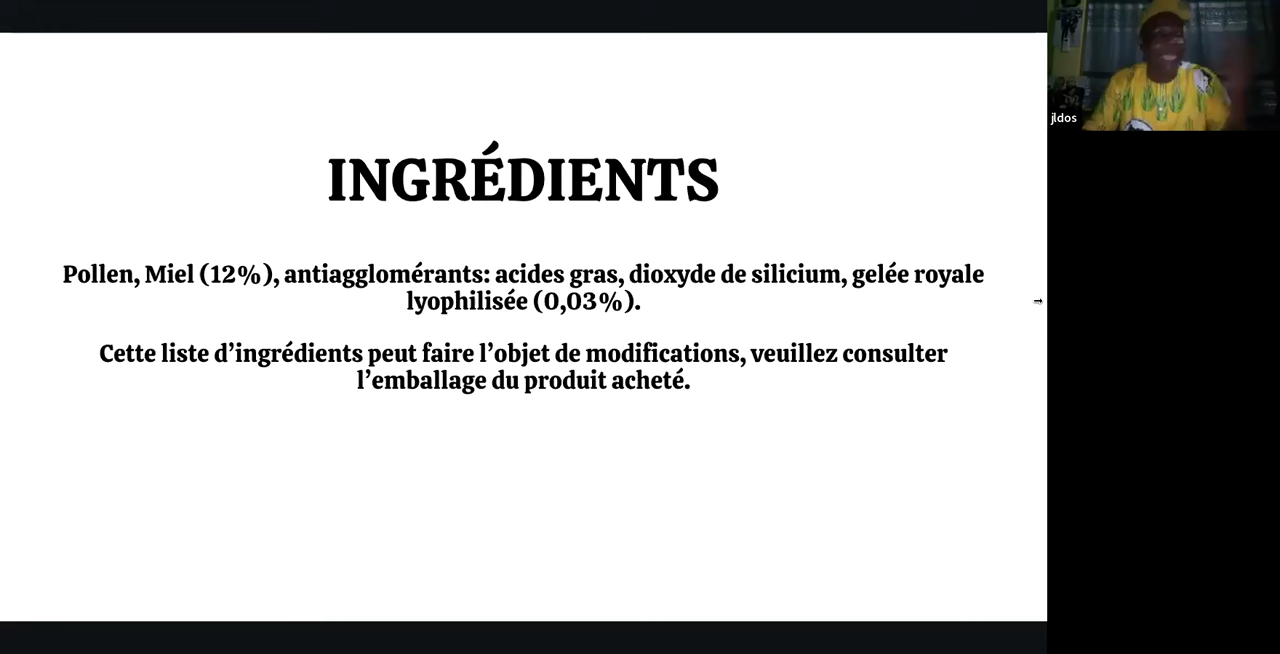 INGRÉDIENTS
Pollen, Miel (12%), antiagglomérants: acides gras, dioxyde de silicium, gelée royale
lyophilisée (0,03%).
Cette liste d’ingrédients peut faire l’objet de modifications, veuillez consulter
l’emballage du produit acheté.
jldos